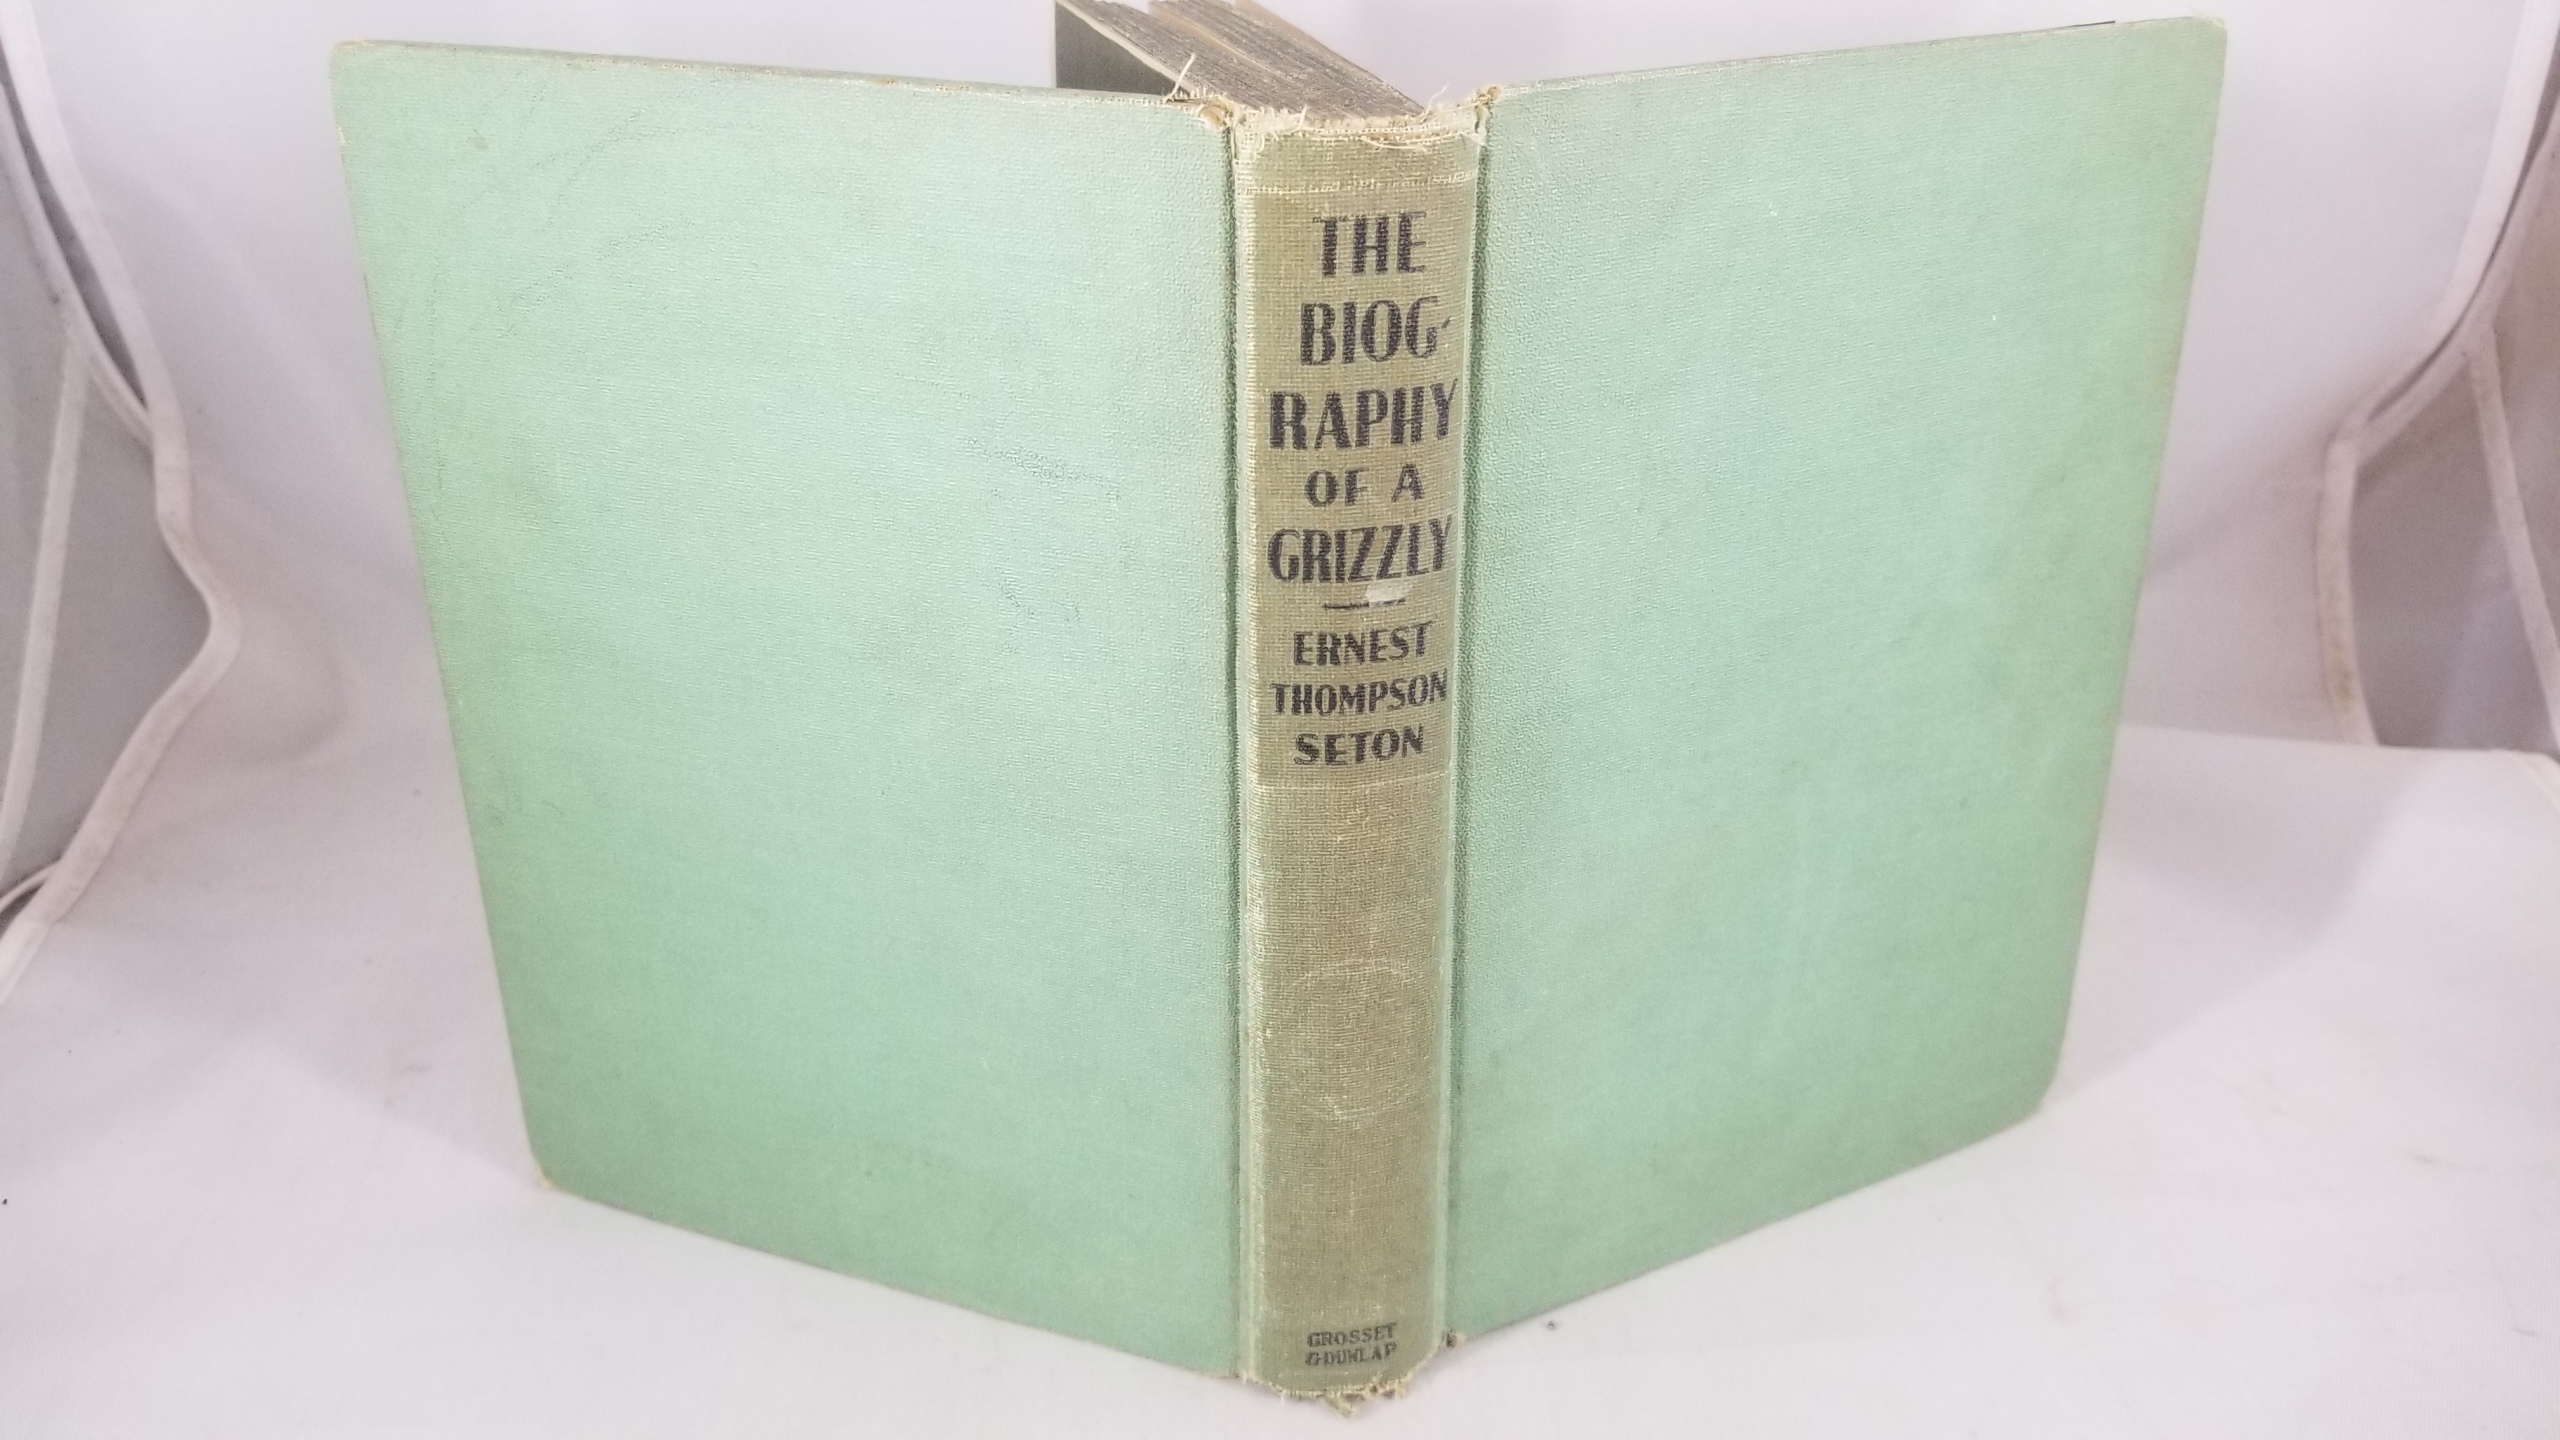 THE
BIOG-
RAPHY
OF A
GRIZZLY
ERNEST
THOMPSON
SETON
GROSSET
& DUNLAP